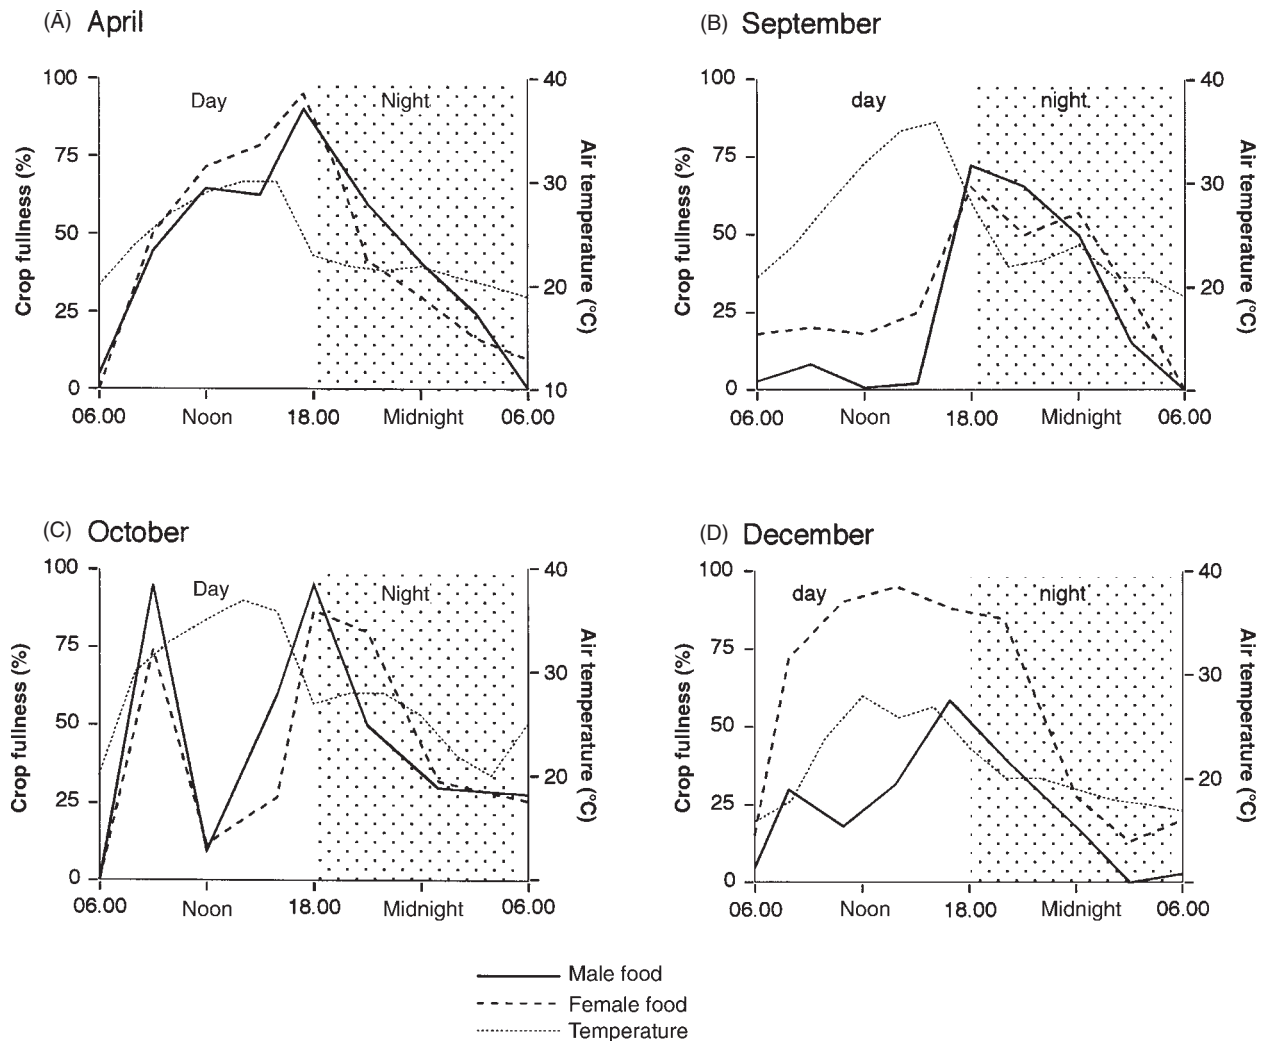 (A) April
100
75
50
25
0
Crop fullness (%)
Day
Night
40
30
20
10
Air temperature (°C)
06.00
Noon
18.00
Midnight
06.00
(B) September
100
75
50
25
0
Crop fullness (%)
day
night
40
30
20
Air temperature (°C)
06.00
Noon
18.00
Midnight
06.00
(C) October
100
75
50
25
0
Crop fullness (%)
Day
Night
40
30
20
Air temperature (°C)
06.00
Noon
18.00
Midnight
06.00
(D) December
100
75
50
25
0
Crop fullness (%)
day
night
40
30
20
Air temperature (°C)
06.00
Noon
18.00
Midnight
06.00
Male food
Female food
Temperature